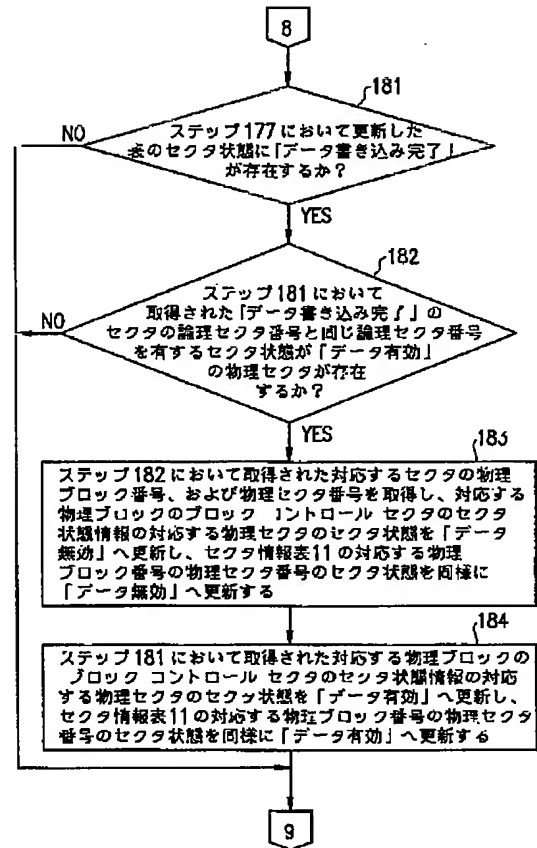 8
181
ステップ177において更新した
表のセクタ状態に「データ書き込み完了」
が存在するか?
NO
YES
182
ステップ181において
取得された「データ書き込み完了」の
セクタの論理セクタ番号と同じ論理セクタ番号
を有するセクタ状態が「データ有効」
の物理セクタが存在
するか?
NO
YES
183
ステップ182において取得された対応するセクタの物理
ブロック番号、および物理セクタ番号を取得し、対応する
物理ブロックのブロック コントロール セクタのセクタ
状態情報の対応する物理セクタのセクタ状態を「データ
無効」へ更新し、セクタ情報表11の対応する物理
ブロック番号の物理セクタ番号のセクタ状態を同様に
「データ無効」へ更新する
184
ステップ181において取得された対応する物理ブロックの
ブロック コントロール セクタのセクタ状態情報の対応
する物理セクタのセクタ状態を「データ有効」へ更新し、
セクタ情報表11の対応する物理ブロック番号の物理セクタ
番号のセクタ状態を同様に「データ有効」へ更新する
9